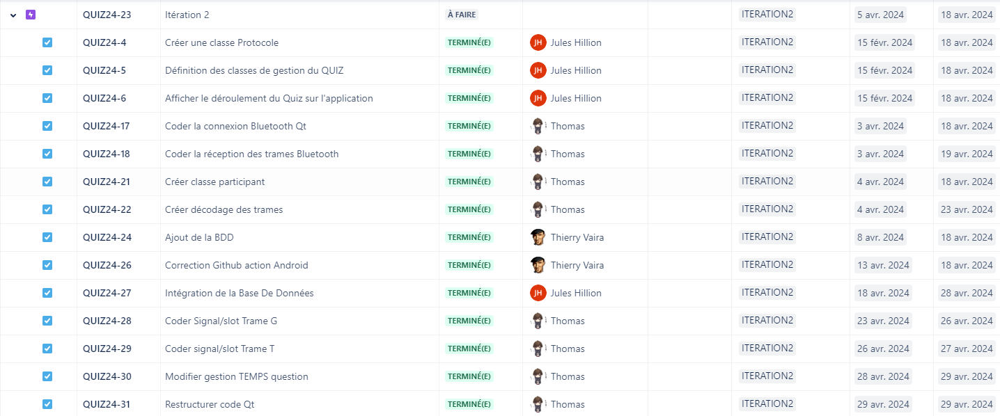 QUIZ24-23 Itération 2 À FAIRE ITERATION2 5 avr. 2024 18 avr. 2024
QUIZ24-4 Créer une classe Protocole TERMINÉ(E) JH Jules Hillion ITERATION2 15 févr. 2024 18 avr. 2024
QUIZ24-5 Définition des classes de gestion du QUIZ TERMINÉ(E) JH Jules Hillion ITERATION2 15 févr. 2024 18 avr. 2024
QUIZ24-6 Afficher le déroulement du Quiz sur l'application TERMINÉ(E) JH Jules Hillion ITERATION2 15 févr. 2024 18 avr. 2024
QUIZ24-17 Coder la connexion Bluetooth Qt TERMINÉ(E) Thomas ITERATION2 3 avr. 2024 18 avr. 2024
QUIZ24-18 Coder la réception des trames Bluetooth TERMINÉ(E) Thomas ITERATION2 3 avr. 2024 19 avr. 2024
QUIZ24-21 Créer classe participant TERMINÉ(E) Thomas ITERATION2 4 avr. 2024 18 avr. 2024
QUIZ24-22 Créer décodage des trames TERMINÉ(E) Thomas ITERATION2 4 avr. 2024 23 avr. 2024
QUIZ24-24 Ajout de la BDD TERMINÉ(E) Thierry Vaira ITERATION2 8 avr. 2024 18 avr. 2024
QUIZ24-26 Correction Github action Android TERMINÉ(E) Thierry Vaira ITERATION2 13 avr. 2024 18 avr. 2024
QUIZ24-27 Intégration de la Base De Données TERMINÉ(E) JH Jules Hillion ITERATION2 18 avr. 2024 28 avr. 2024
QUIZ24-28 Coder Signal/slot Trame G TERMINÉ(E) Thomas ITERATION2 23 avr. 2024 26 avr. 2024
QUIZ24-29 Coder signal/slot Trame T TERMINÉ(E) Thomas ITERATION2 26 avr. 2024 27 avr. 2024
QUIZ24-30 Modifier gestion TEMPS question TERMINÉ(E) Thomas ITERATION2 28 avr. 2024 29 avr. 2024
QUIZ24-31 Restructurer code Qt TERMINÉ(E) Thomas ITERATION2 29 avr. 2024 29 avr. 2024